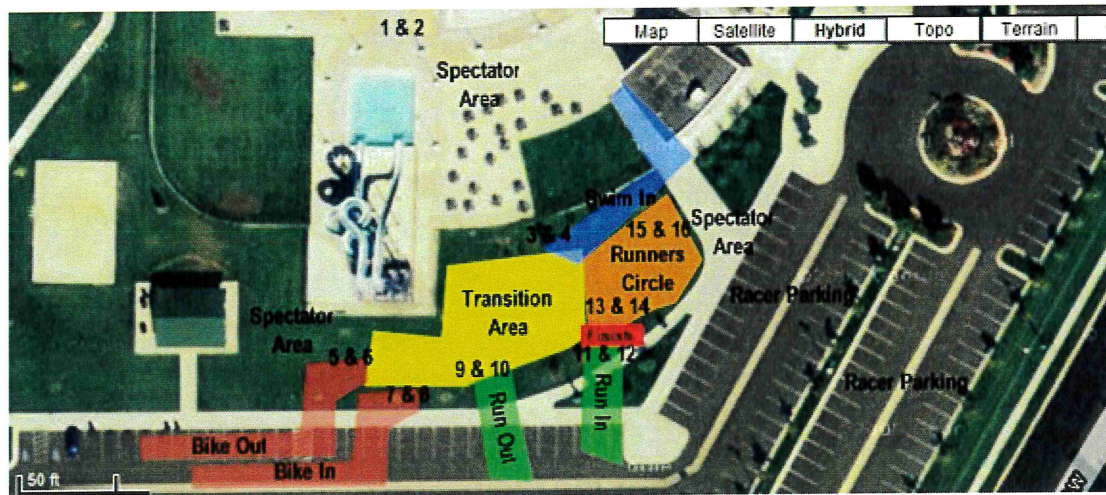 1 & 2
Map Satellite Hybrid Topo Terrain
Spectator
Area
Swim In
3 & 4
15 & 16
Spectator
Area
Runners
Circle
Transition
Area
13 & 14
Racer Parking
Spectator
Area
Finish
5 & 6
9 & 10
11 & 12
Racer Parking
7 & 8
Run Out
Run In
Bike Out
Bike In
50 ft
W